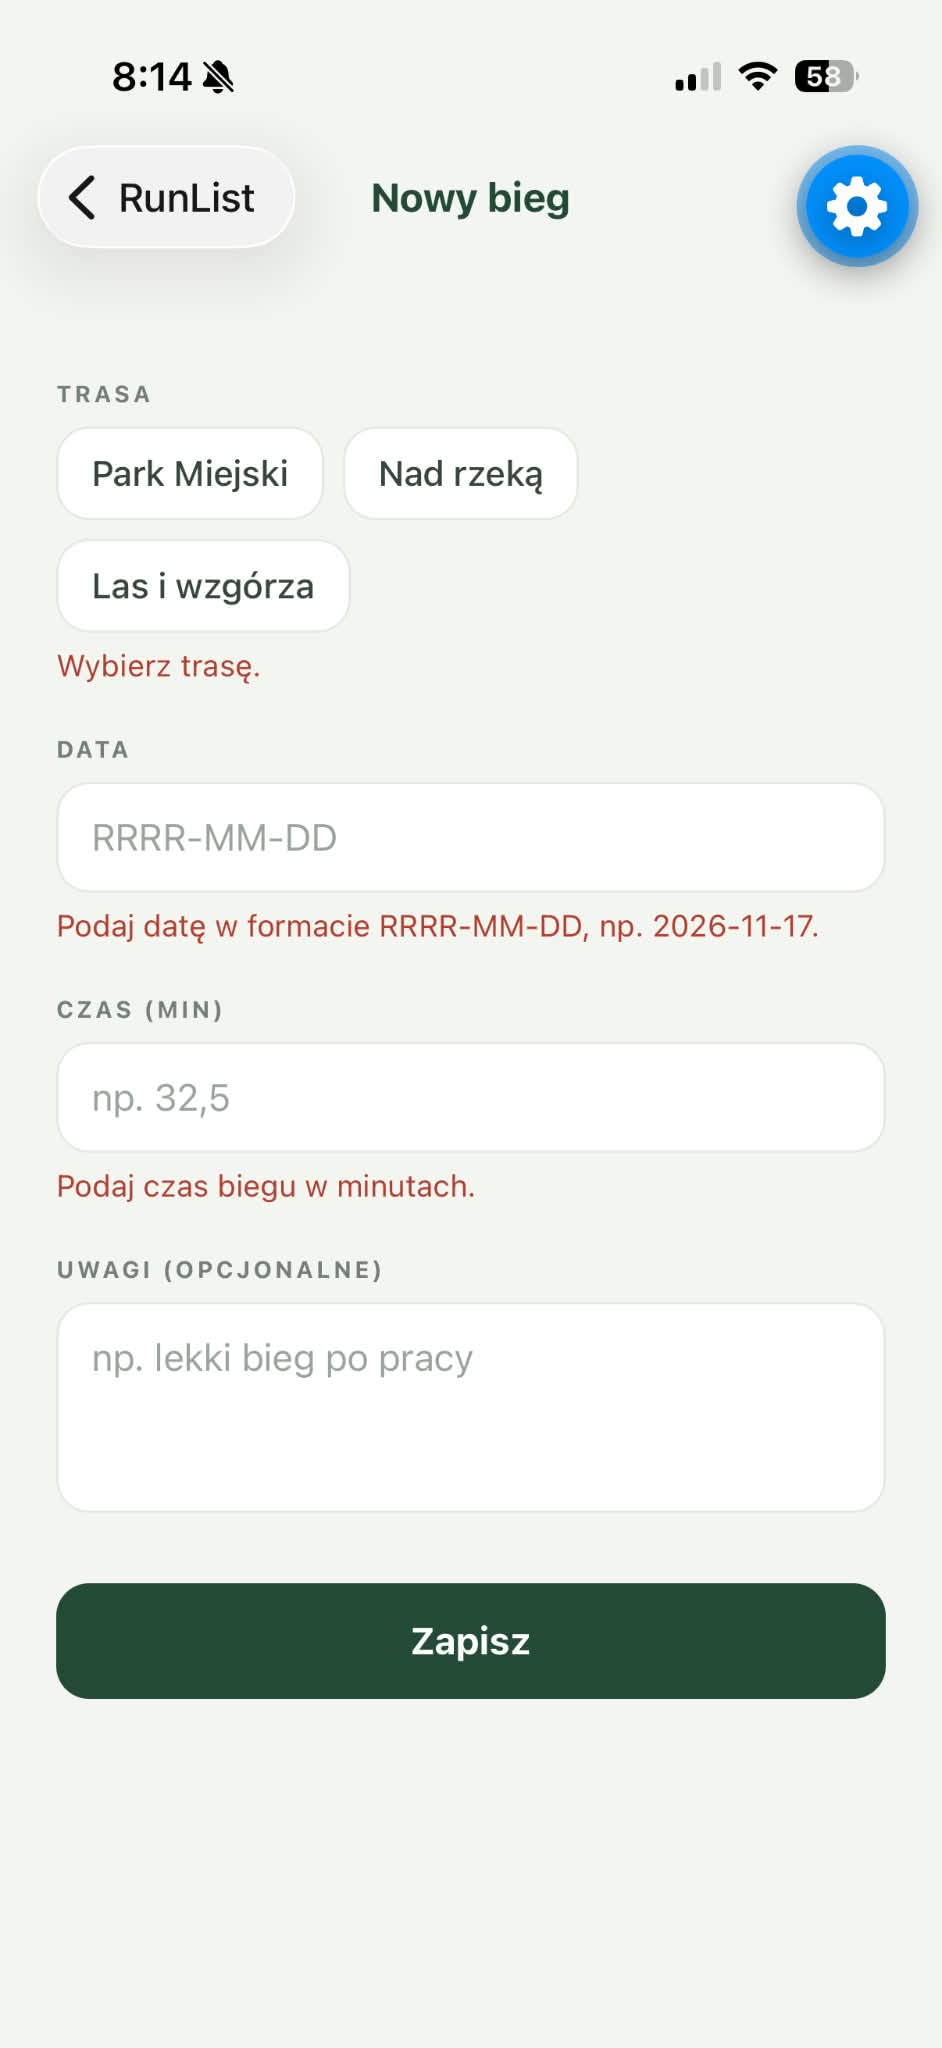 8:14
58
RunList
Nowy bieg
TRASA
Park Miejski
Nad rzeką
Las i wzgórza
Wybierz trasę.
DATA
RRRR-MM-DD
Podaj datę w formacie RRRR-MM-DD, np. 2026-11-17.
CZAS (MIN)
np. 32,5
Podaj czas biegu w minutach.
UWAGI (OPCJONALNE)
np. lekki bieg po pracy
Zapisz